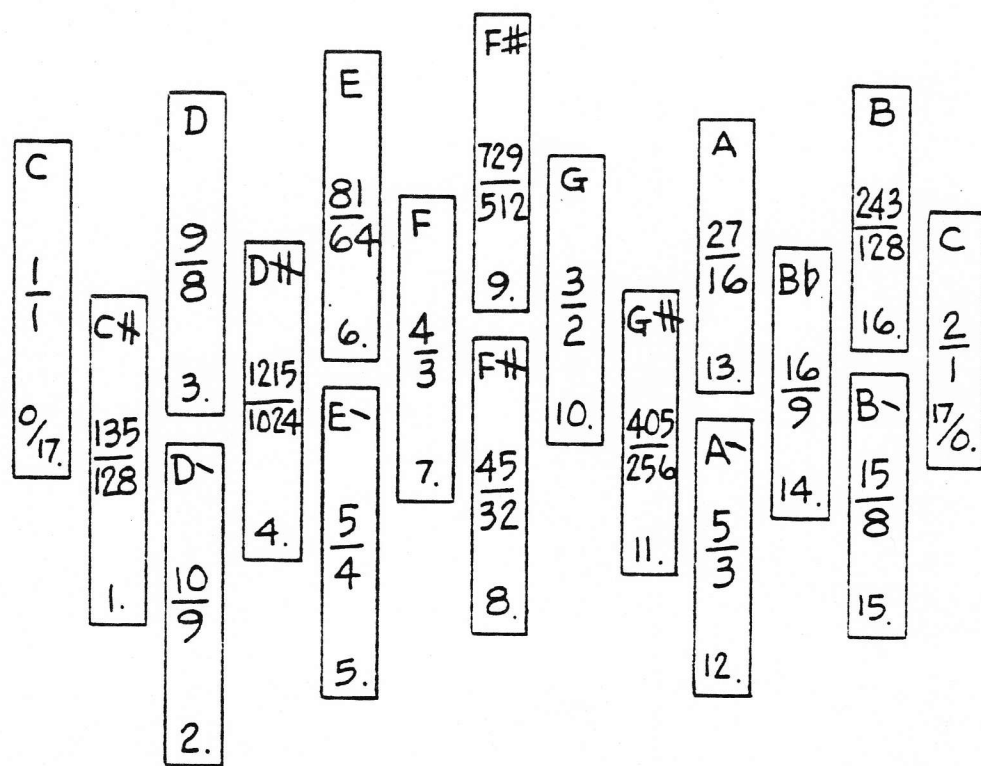 C
1/1
0/17.
C#
135/128
1.
D
9/8
3.
D-
10/9
2.
D#
1215/1024
4.
E
81/64
6.
E-
5/4
5.
F
4/3
7.
F#
729/512
9.
F#
45/32
8.
G
3/2
10.
G#
405/256
11.
A
27/16
13.
A-
5/3
12.
B♭
16/9
14.
B
243/128
16.
B-
15/8
15.
C
2/1
17/0.